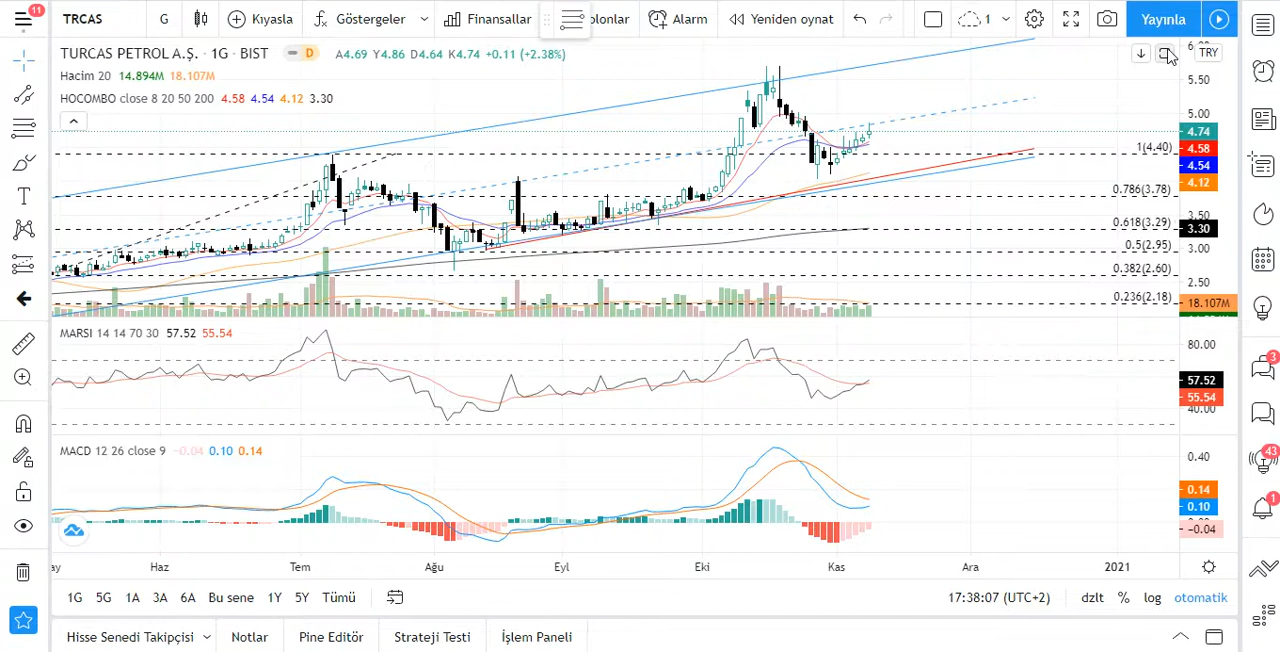 11 TRCAS G Kıyasla Göstergeler Finansallar olonlar Alarm Yeniden oynat 1 Yayınla
TURCAS PETROL A.Ş. · 1G · BIST D A4.69 Y4.86 D4.64 K4.74 +0.11 (+2.38%) TRY
Hacim 20 14.894M 18.107M
HOCOMBO close 8 20 50 200 4.58 4.54 4.12 3.30
5.50
5.00
4.74
1(4.40) 4.58
4.54
4.12
0.786(3.78)
3.50
0.618(3.29) 3.30
0.5(2.95) 3.00
0.382(2.60)
2.50
0.236(2.18) 18.107M
MARSI 14 14 70 30 57.52 55.54
80.00
57.52
55.54
40.00
MACD 12 26 close 9 -0.04 0.10 0.14
0.40
0.14
0.10
-0.04
3
43
1
ay Haz Tem Ağu Eyl Eki Kas Ara 2021
1G 5G 1A 3A 6A Bu sene 1Y 5Y Tümü 17:38:07 (UTC+2) dzlt % log otomatik
Hisse Senedi Takipçisi Notlar Pine Editör Strateji Testi İşlem Paneli